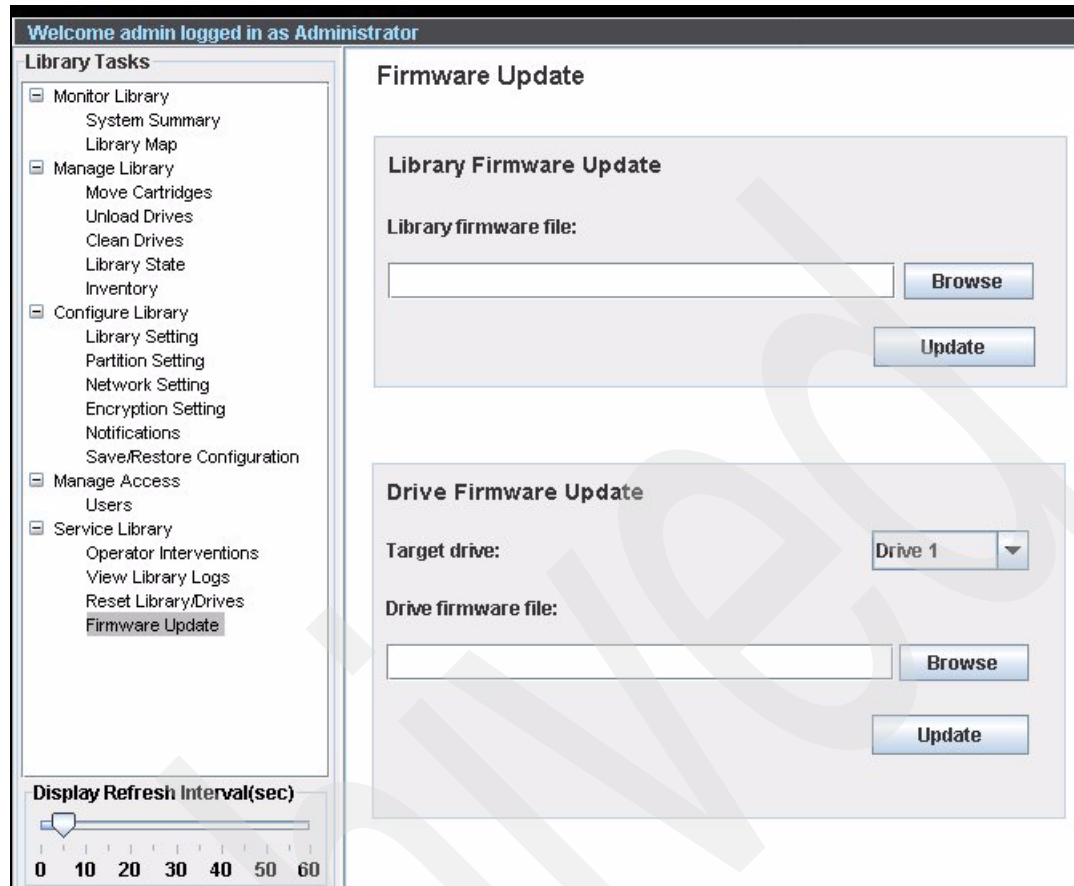 Welcome admin logged in as Administrator
Library Tasks
Monitor Library
System Summary
Library Map
Manage Library
Move Cartridges
Unload Drives
Clean Drives
Library State
Inventory
Configure Library
Library Setting
Partition Setting
Network Setting
Encryption Setting
Notifications
Save/Restore Configuration
Manage Access
Users
Service Library
Operator Interventions
View Library Logs
Reset Library/Drives
Firmware Update
Display Refresh Interval(sec)
0 10 20 30 40 50 60
Firmware Update
Library Firmware Update
Library firmware file:
Browse
Update
Drive Firmware Update
Target drive:
Drive 1
Drive firmware file:
Browse
Update